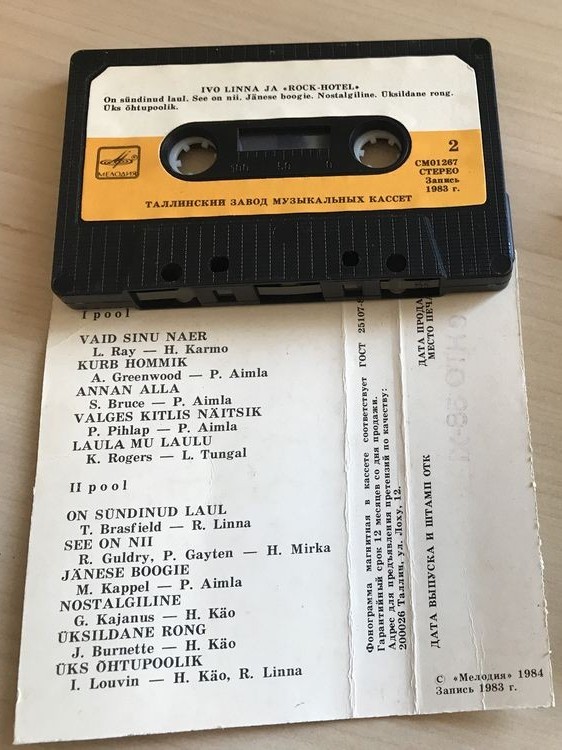 IVO LINNA JA «ROCK-HOTEL»
On sündinud laul. See on nii. Jänese boogie. Nostalgiline. Üksildane rong.
Üks õhtupoolik.
МЕЛОДИЯ
100 50 0
2
СМ01267
СТЕРЕО
Запись
1983 г.
ТАЛЛИНСКИЙ ЗАВОД МУЗЫКАЛЬНЫХ КАССЕТ
I pool
VAID SINU NAER
L. Ray — H. Karmo
KURB HOMMIK
A. Greenwood — P. Aimla
ANNAN ALLA
S. Bruce — P. Aimla
VALGES KITLIS NÄITSIK
P. Pihlap — P. Aimla
LAULA MU LAULU
K. Rogers — L. Tungal
II pool
ON SÜNDINUD LAUL
T. Brasfield — R. Linna
SEE ON NII
R. Guldry, P. Gayten — H. Mirka
JÄNESE BOOGIE
M. Kappel — P. Aimla
NOSTALGILINE
G. Kajanus — H. Käo
ÜKSILDANE RONG
J. Burnette — H. Käo
ÜKS ÕHTUPOOLIK
I. Louvin — H. Käo, R. Linna
Фонограмма магнитная в кассете соответствует ГОСТ
Гарантийный срок 12 месяцев со дня продажи.
Адрес для предъявления претензий по качеству:
200026 Таллин, ул. Лоху, 12.
ДАТА
МЕСТО
ДАТА ВЫПУСКА И ШТАМП ОТК
С «Мелодия» 1984
Запись 1983 г.